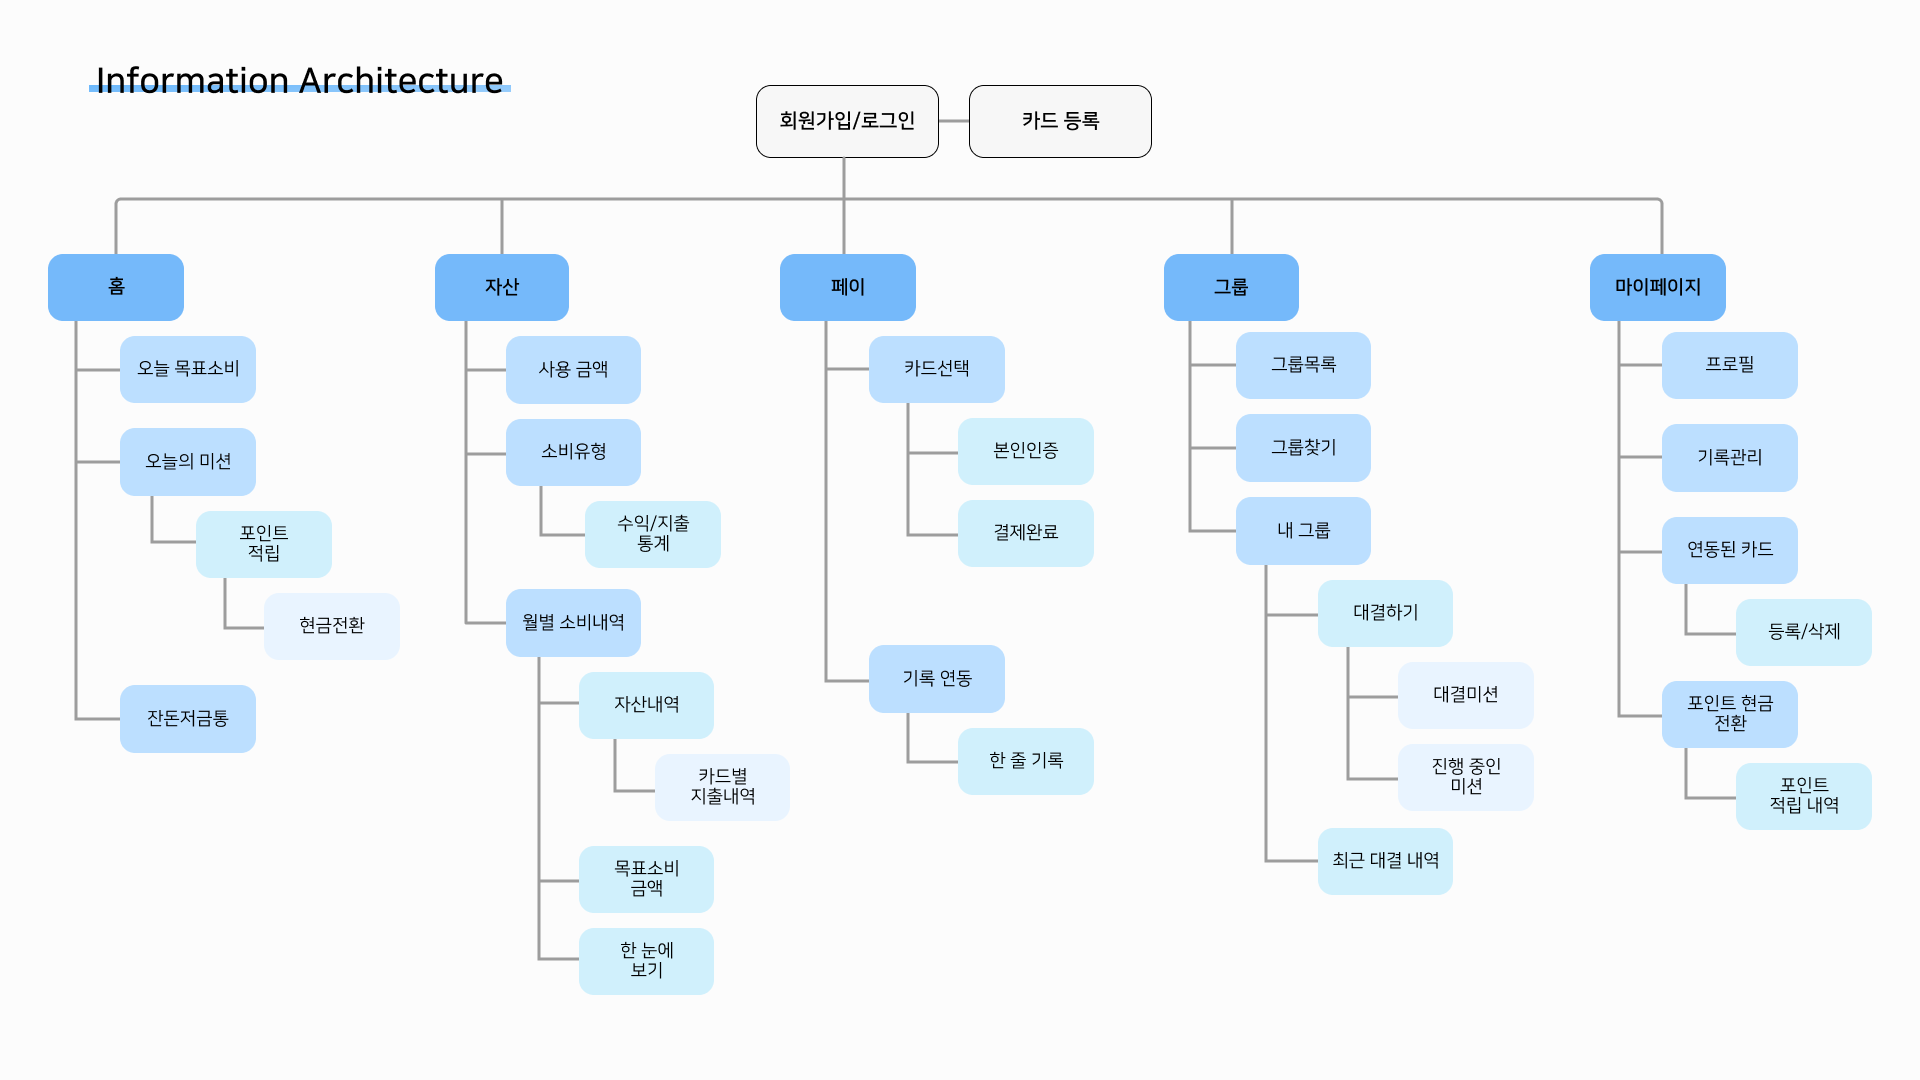 Information Architecture
회원가입/로그인
카드 등록
홈
오늘 목표소비
오늘의 미션
포인트
적립
현금전환
잔돈저금통
자산
사용 금액
소비유형
수익/지출
통계
월별 소비내역
자산내역
카드별
지출내역
목표소비
금액
한 눈에
보기
페이
카드선택
본인인증
결제완료
기록 연동
한 줄 기록
그룹
그룹목록
그룹찾기
내 그룹
대결하기
대결미션
진행 중인
미션
최근 대결 내역
마이페이지
프로필
기록관리
연동된 카드
등록/삭제
포인트 현금
전환
포인트
적립 내역